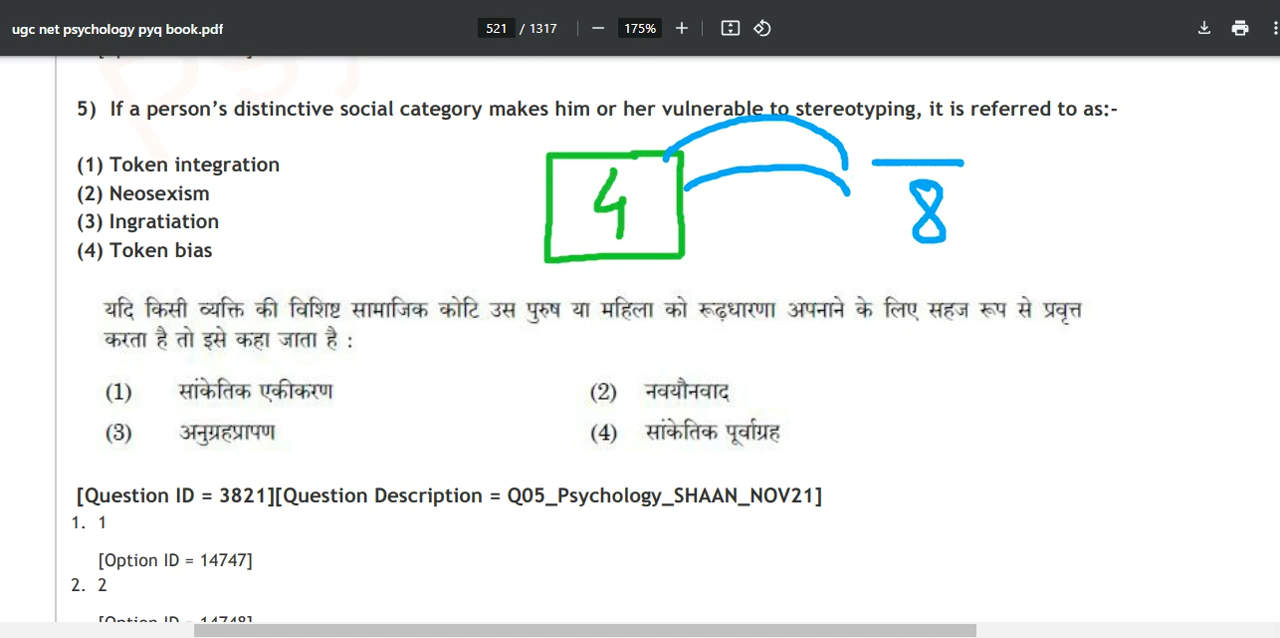 ugc net psychology pyq book.pdf
521 / 1317
175%
5) If a person’s distinctive social category makes him or her vulnerable to stereotyping, it is referred to as:-
(1) Token integration
(2) Neosexism
(3) Ingratiation
(4) Token bias
4
8
यदि किसी व्यक्ति की विशिष्ट सामाजिक कोटि उस पुरुष या महिला को रूढ़धारणा अपनाने के लिए सहज रूप से प्रवृत्त
करता है तो इसे कहा जाता है :
(1) सांकेतिक एकीकरण (2) नवयौनवाद
(3) अनुग्रहप्रापण (4) सांकेतिक पूर्वाग्रह
[Question ID = 3821][Question Description = Q05_Psychology_SHAAN_NOV21]
1. 1
[Option ID = 14747]
2. 2
[Option ID = 14748]